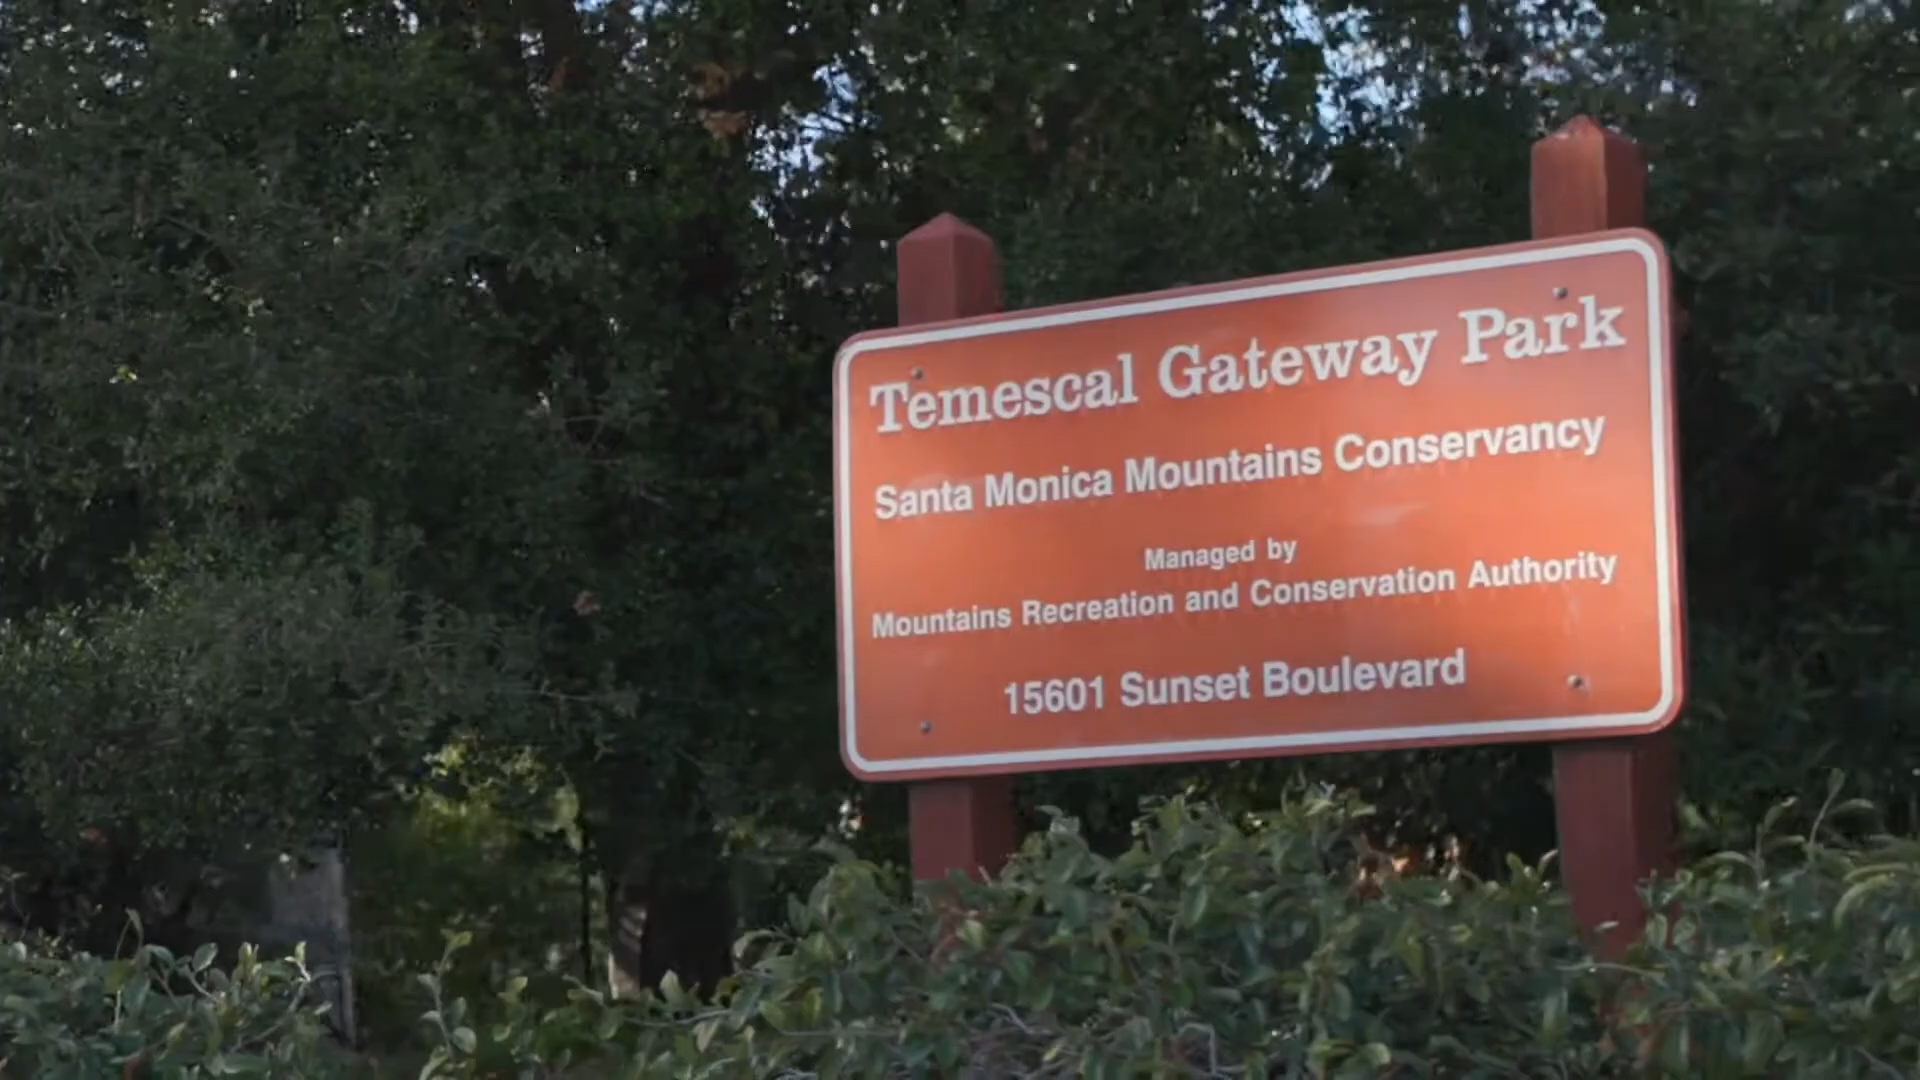 Temescal Gateway Park
Santa Monica Mountains Conservancy
Managed by
Mountains Recreation and Conservation Authority
15601 Sunset Boulevard